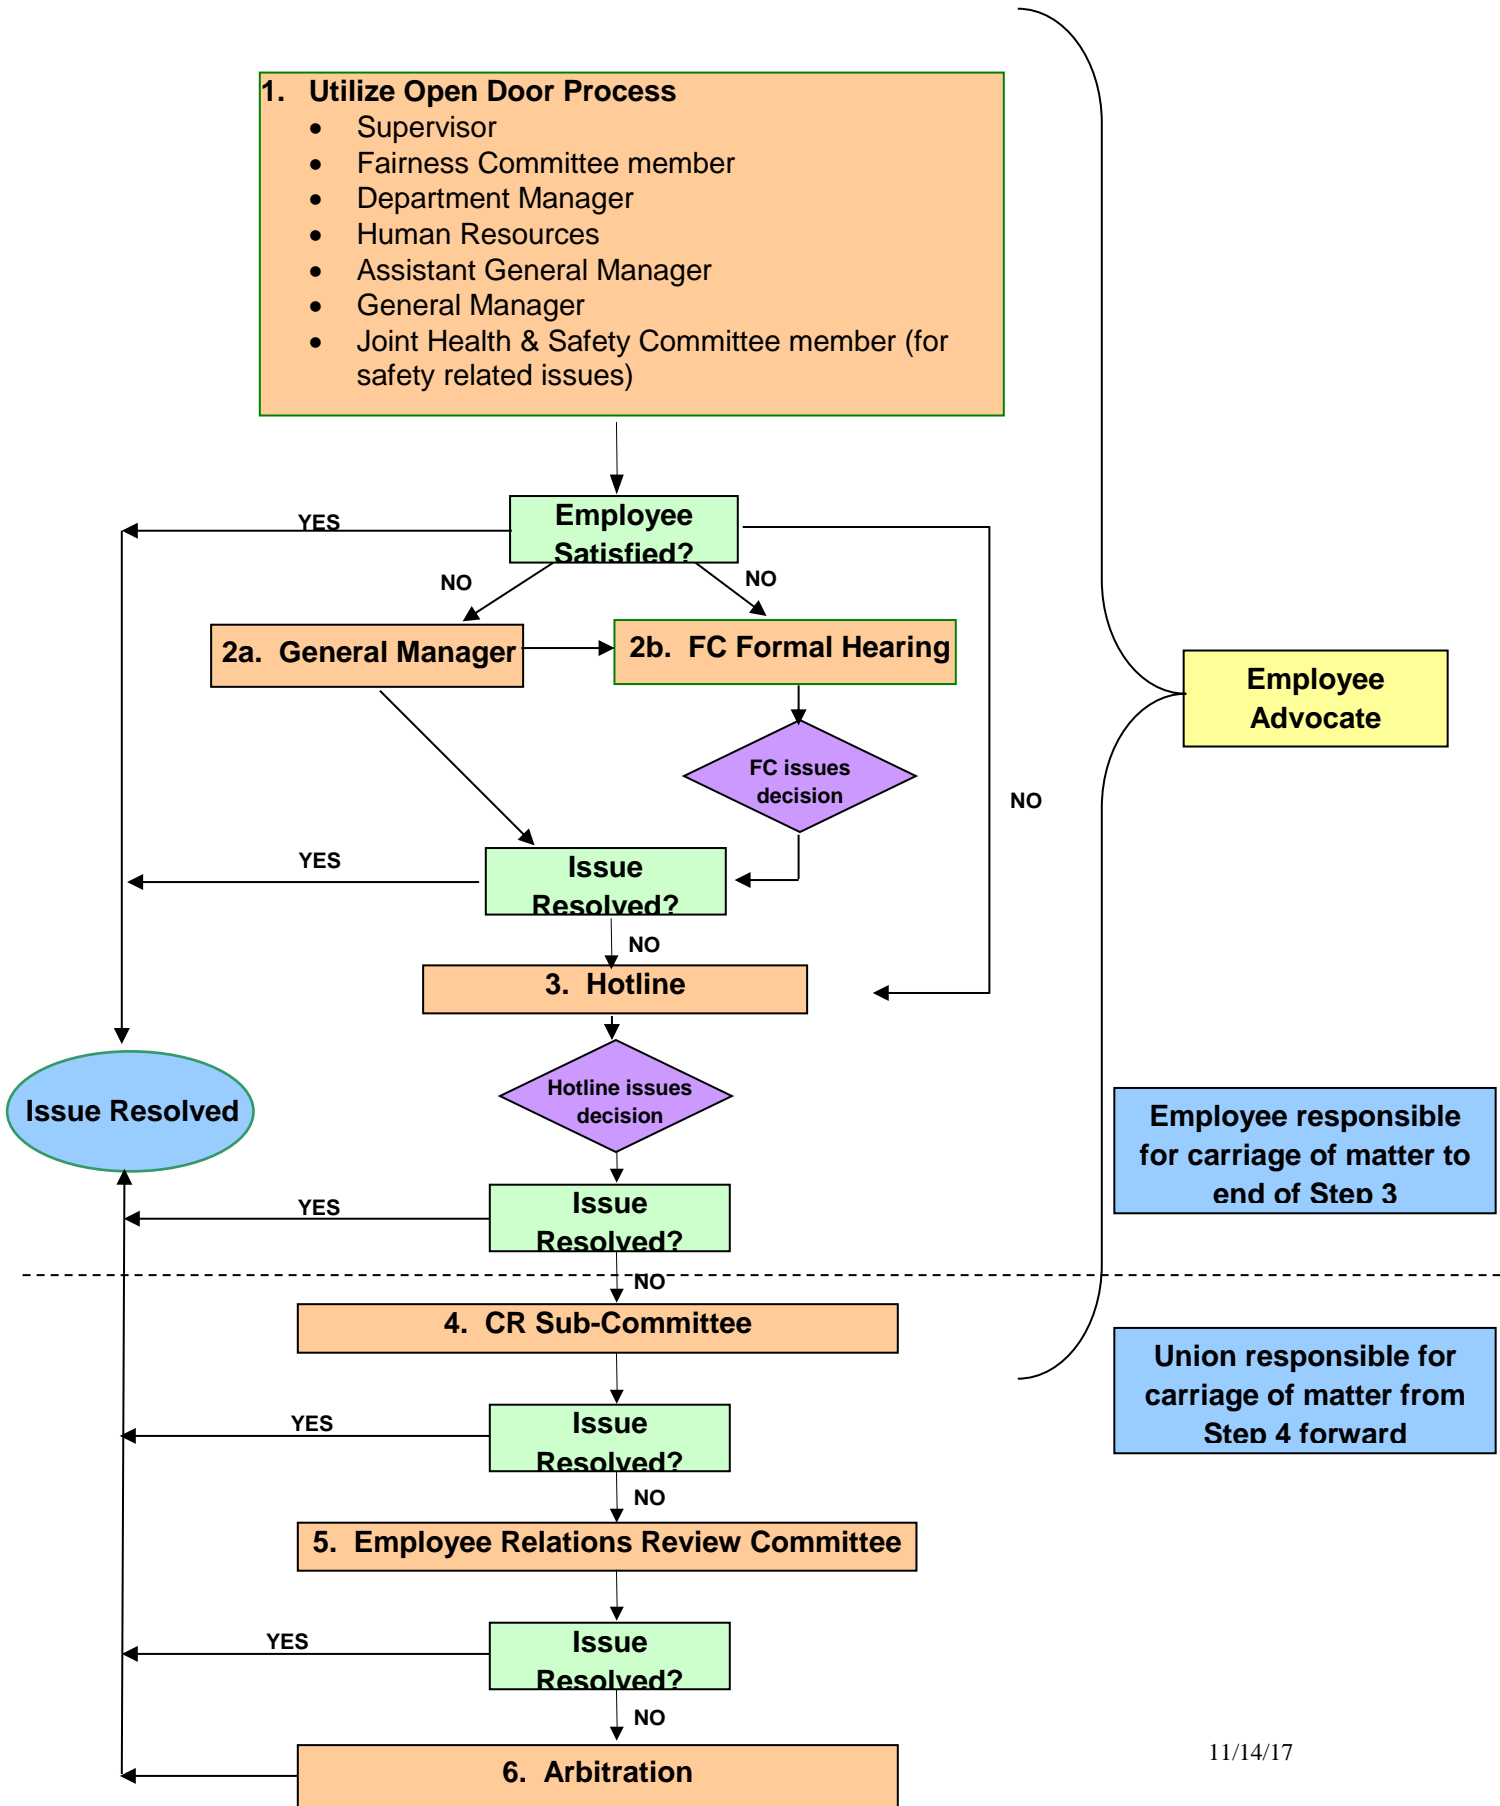 1. Utilize Open Door Process
• Supervisor
• Fairness Committee member
• Department Manager
• Human Resources
• Assistant General Manager
• General Manager
• Joint Health & Safety Committee member (for
safety related issues)
Employee
Satisfied?
YES
NO
NO
2a. General Manager
2b. FC Formal Hearing
Employee
Advocate
FC issues
decision
NO
YES
Issue
Resolved?
NO
3. Hotline
Hotline issues
decision
Issue Resolved
Employee responsible
for carriage of matter to
end of Step 3
YES
Issue
Resolved?
NO
4. CR Sub-Committee
Union responsible for
carriage of matter from
Step 4 forward
YES
Issue
Resolved?
NO
5. Employee Relations Review Committee
YES
Issue
Resolved?
NO
6. Arbitration
11/14/17